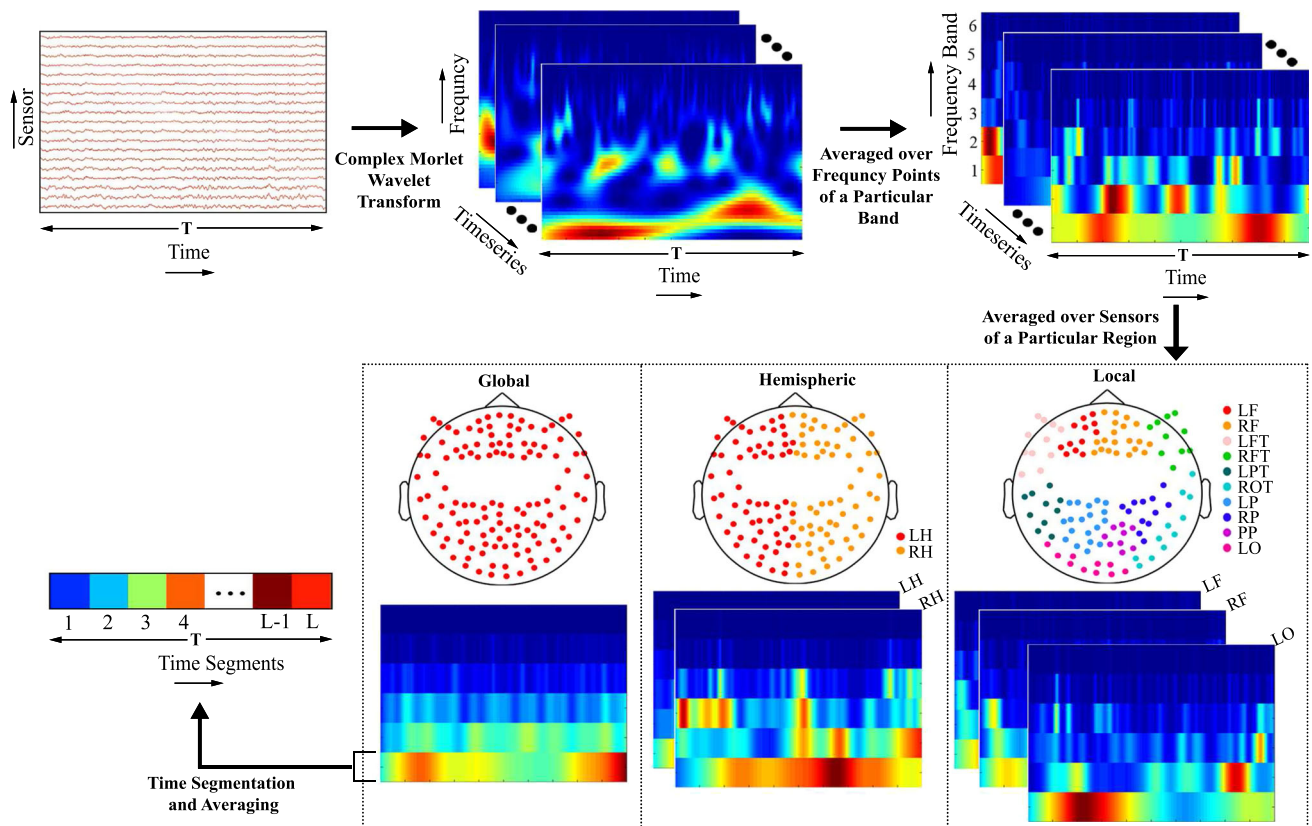 Sensor
T
Time
Complex Morlet
Wavelet
Transform
Frequncy
Timeseries
T
Time
Averaged over
Frequncy Points
of a Particular
Band
Frequency Band
6
5
4
3
2
1
Timeseries
T
Time
Averaged over Sensors
of a Particular Region
Global
Hemispheric
LH
RH
Local
LF
RF
LFT
RFT
LPT
ROT
LP
RP
PP
LO
LH
RH
LF
RF
LO
1 2 3 4 L-1 L
T
Time Segments
Time Segmentation
and Averaging